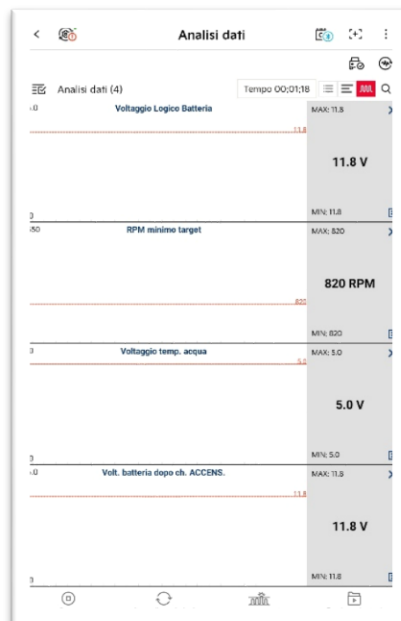 Analisi dati
Analisi dati (4)
Tempo 00:01:18
Voltaggio Logico Batteria
MAX: 11.8
11.8
11.8 V
MIN: 11.8
RPM minimo target
MAX: 820
820
820 RPM
MIN: 820
Voltaggio temp. acqua
MAX: 5.0
5.0
5.0 V
MIN: 5.0
Volt. batteria dopo ch. ACCENS.
MAX: 11.8
11.8
11.8 V
MIN: 11.8